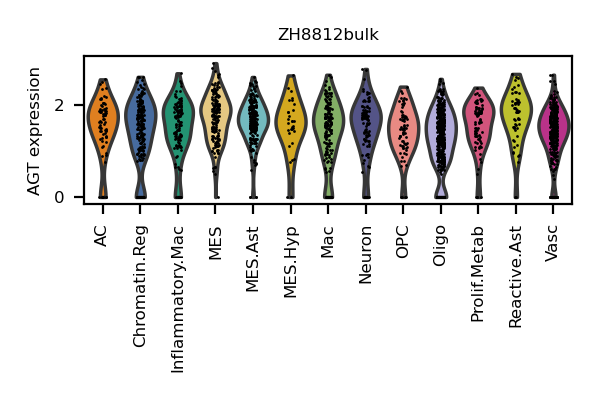 ZH8812bulk
AGT expression
2
0
AC
Chromatin.Reg
Inflammatory.Mac
MES
MES.Ast
MES.Hyp
Mac
Neuron
OPC
Oligo
Prolif.Metab
Reactive.Ast
Vasc